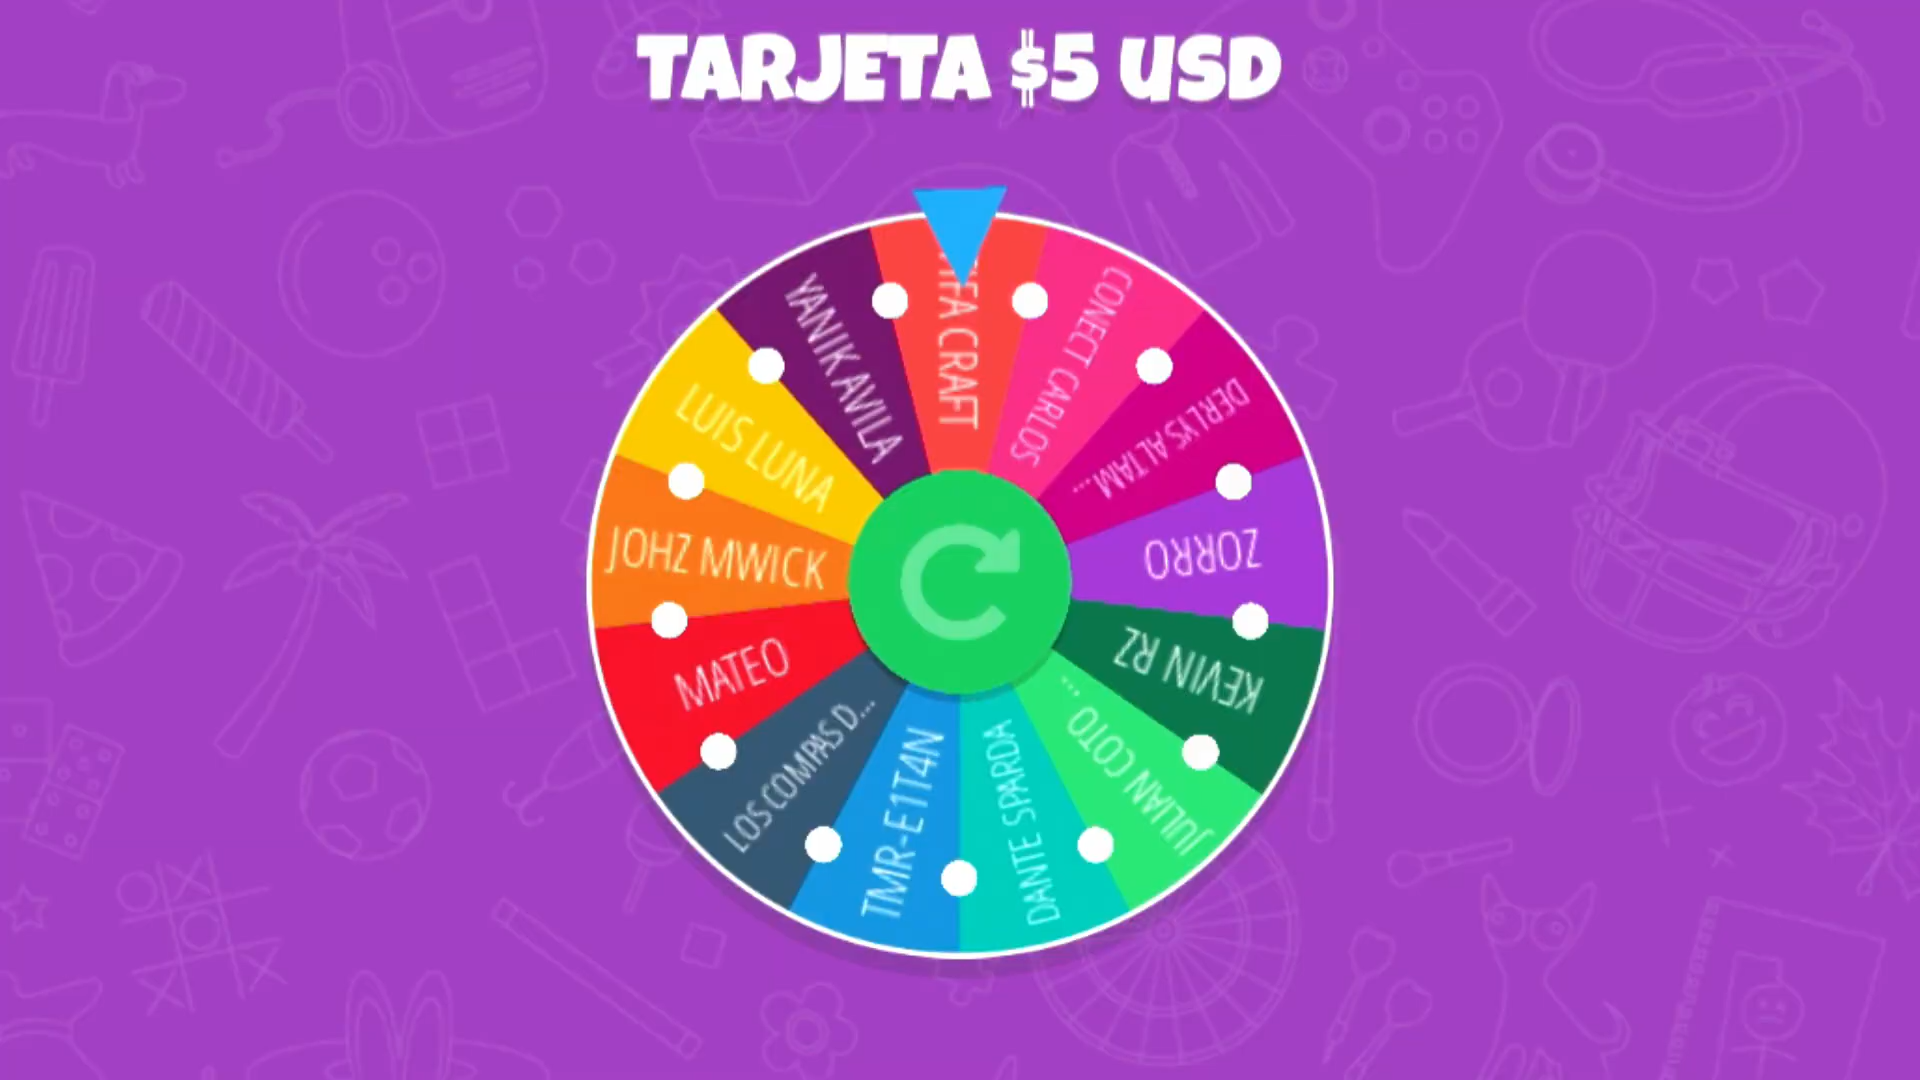 TARJETA $5 USD
CRAFT
CONECT CARLOS
DERLYS ALTAM...
ZORRO
KEVIN RZ
JULIAN COTO ...
DANTE SPARDA
TMR-E1T4N
LOS COMPAS D...
MATEO
JOHZ MWICK
LUIS LUNA
YANIK AVILA